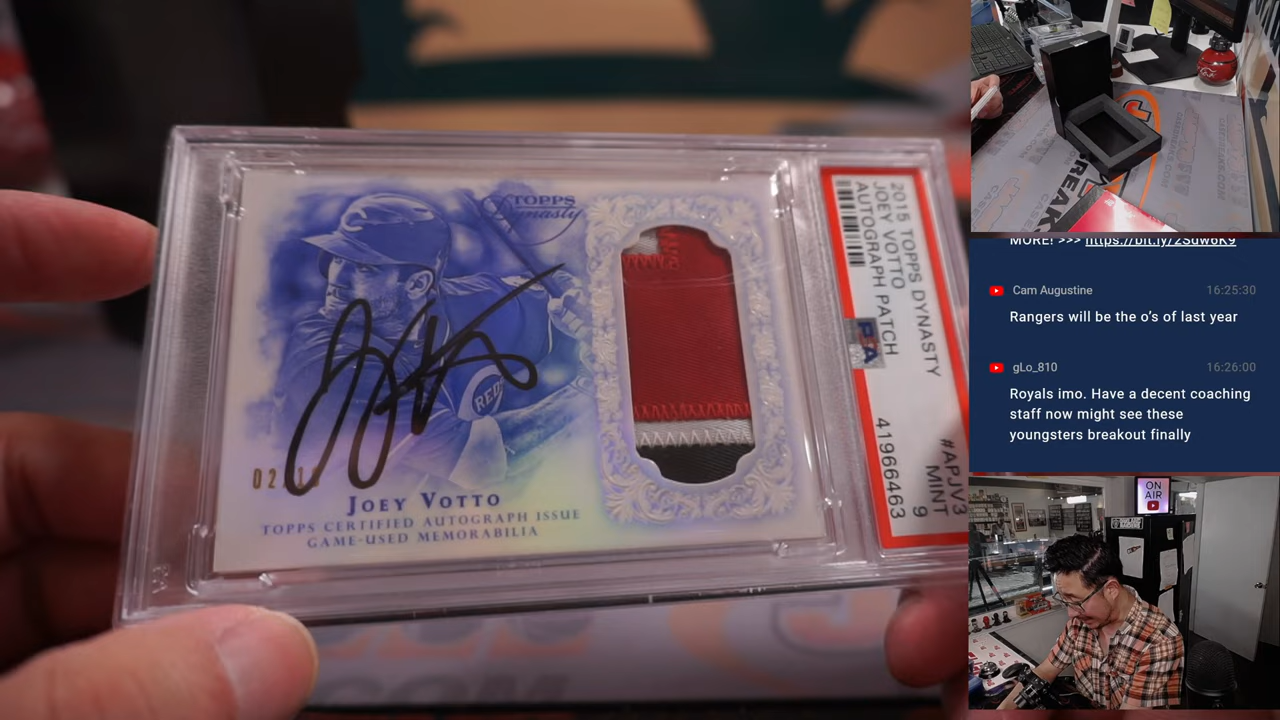 TOPPS
Dynasty
REDS
JOEY VOTTO
TOPPS CERTIFIED AUTOGRAPH ISSUE
GAME-USED MEMORABILIA
2015 TOPPS DYNASTY
JOEY VOTTO
AUTOGRAPH PATCH
PSA
#APJV3
MINT
9
41966463
MORE! >>> https://bit.ly/2Sdw6K9
Cam Augustine 16:25:30
Rangers will be the o's of last year
gLo_810 16:26:00
Royals imo. Have a decent coaching
staff now might see these
youngsters breakout finally
ON
AIR